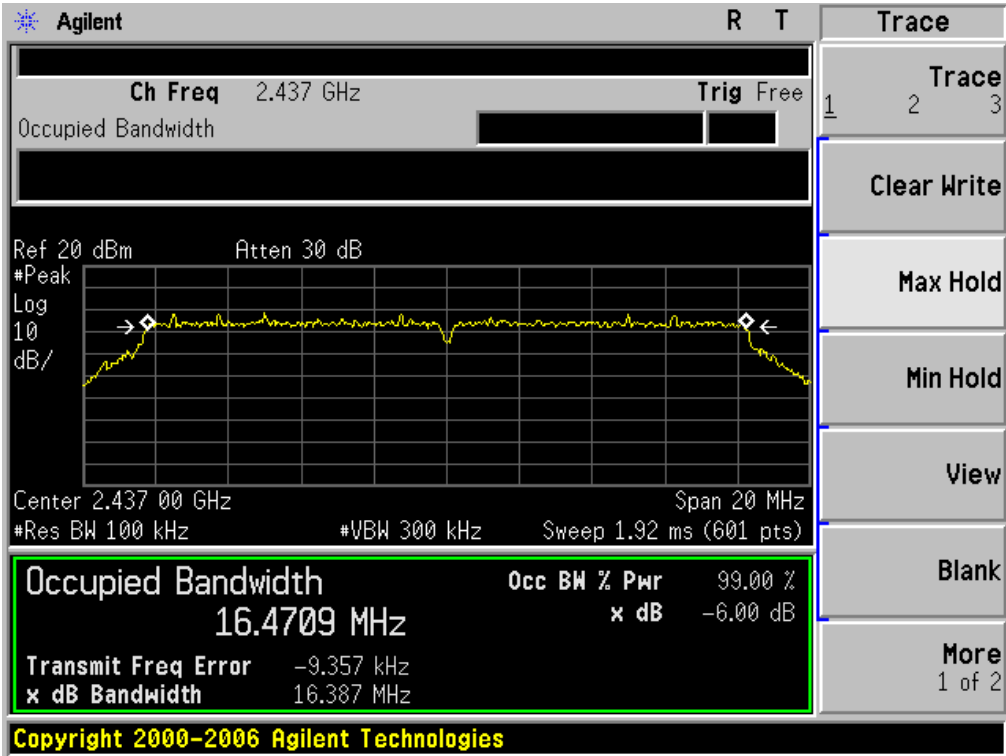 Agilent R T
Ch Freq 2.437 GHz Trig Free
Occupied Bandwidth
Ref 20 dBm Atten 30 dB
#Peak
Log
10
dB/
Center 2.437 00 GHz Span 20 MHz
#Res BW 100 kHz #VBW 300 kHz Sweep 1.92 ms (601 pts)
Occupied Bandwidth
16.4709 MHz
Occ BW % Pwr 99.00 %
x dB -6.00 dB
Transmit Freq Error -9.357 kHz
x dB Bandwidth 16.387 MHz
Copyright 2000-2006 Agilent Technologies
Trace
Trace
1 2 3
Clear Write
Max Hold
Min Hold
View
Blank
More
1 of 2